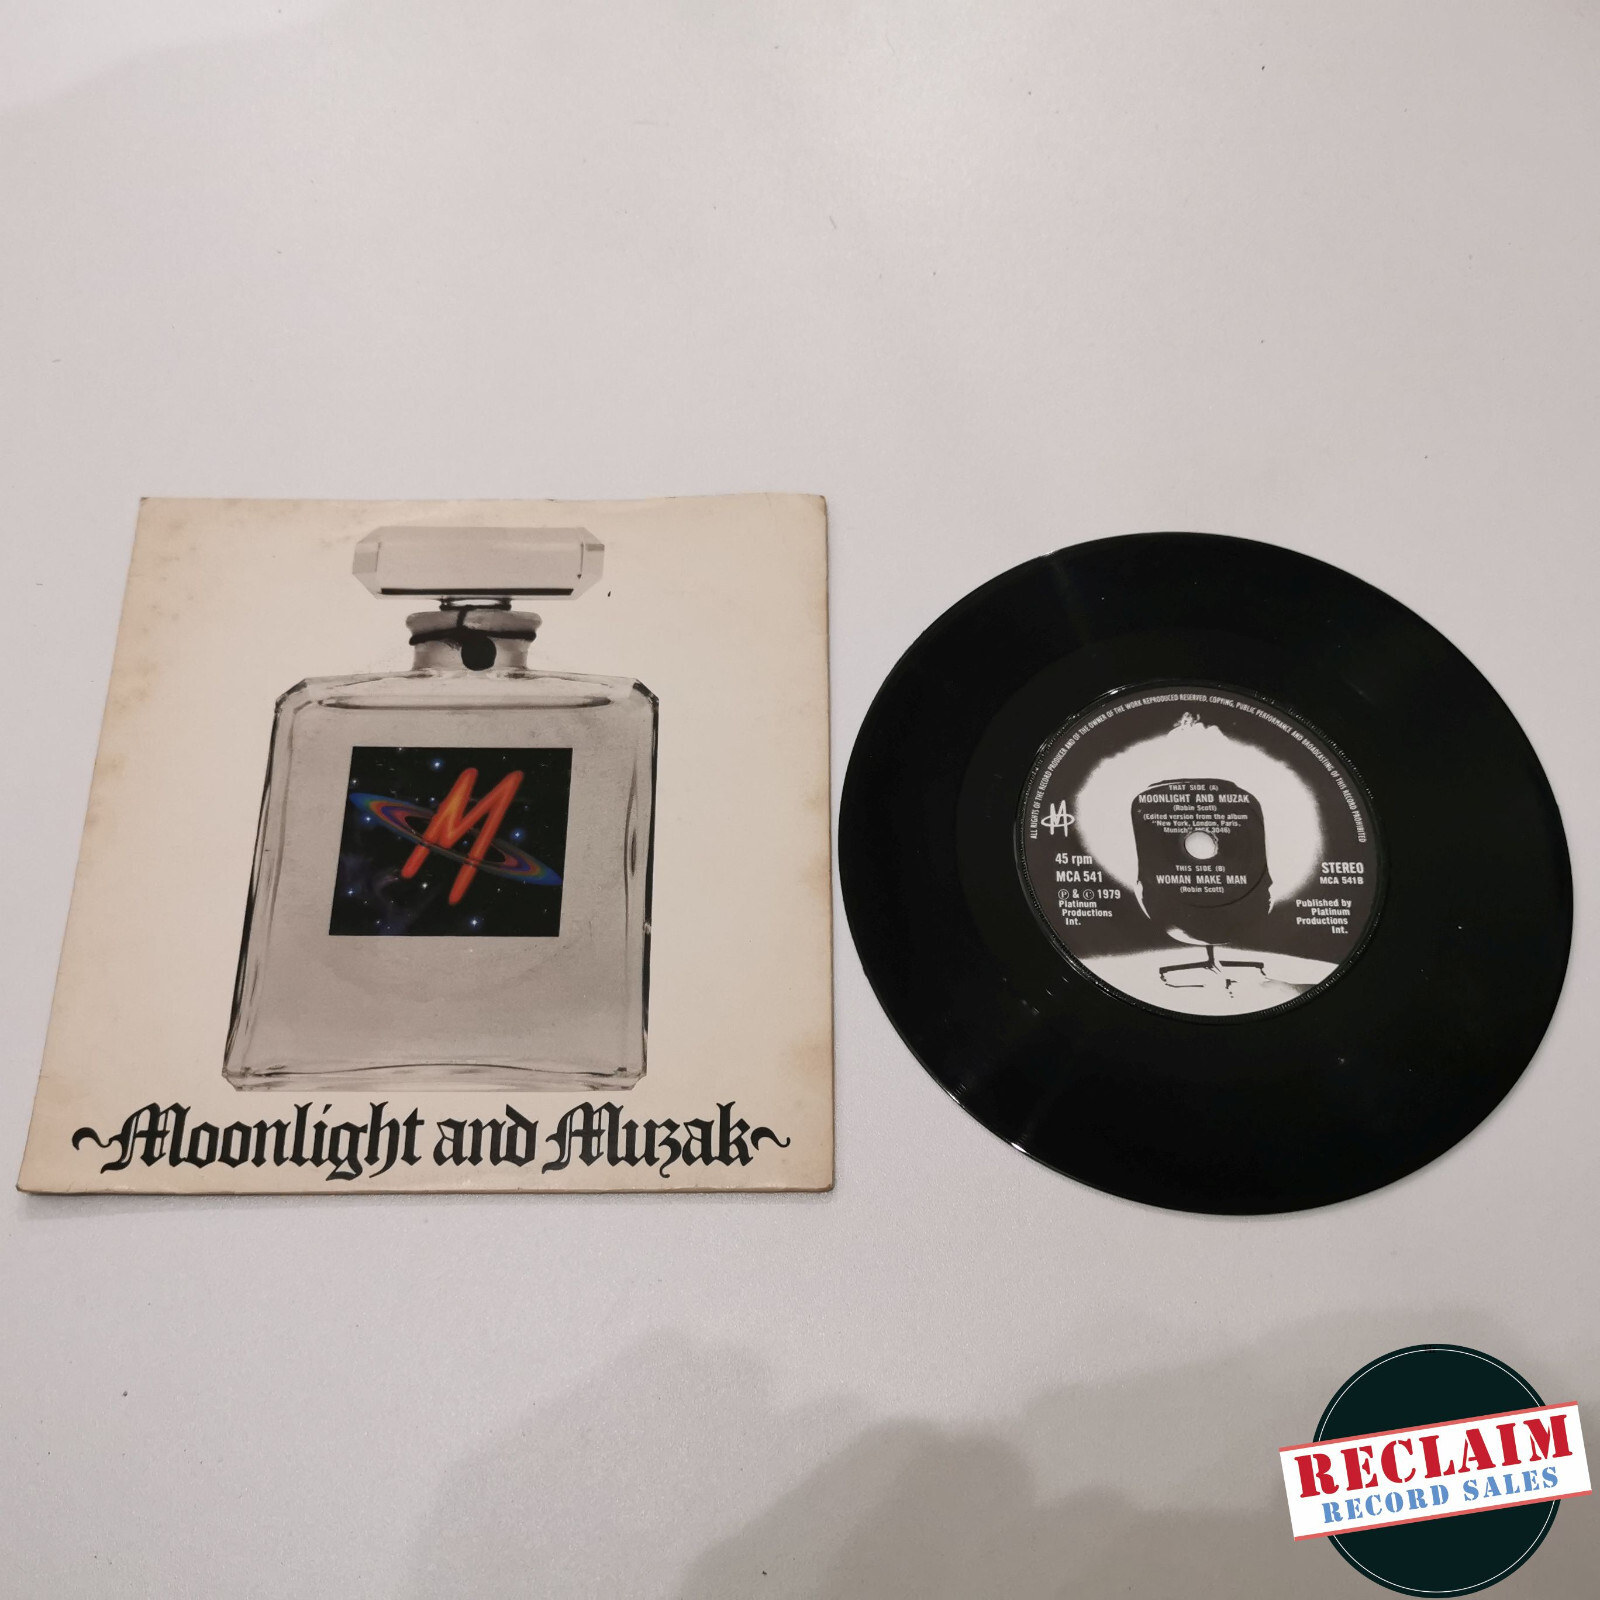 M
~Moonlight and Muzak~
ALL RIGHTS OF THE RECORD PRODUCER AND OF THE OWNER OF THE WORK REPRODUCED RESERVED. COPYING, PUBLIC PERFORMANCE AND BROADCASTING OF THIS RECORD PROHIBITED
THAT SIDE (A)
MOONLIGHT AND MUZAK
(Robin Scott)
(Edited version from the album
"New York, London, Paris,
Munich"
M
45 rpm
MCA 541
Ⓟ & © 1979
Platinum
Productions
Int.
THIS SIDE (B)
WOMAN MAKE MAN
(Robin Scott)
STEREO
MCA 541B
Published by
Platinum
Productions
Int.
RECLAIM
RECORD SALES